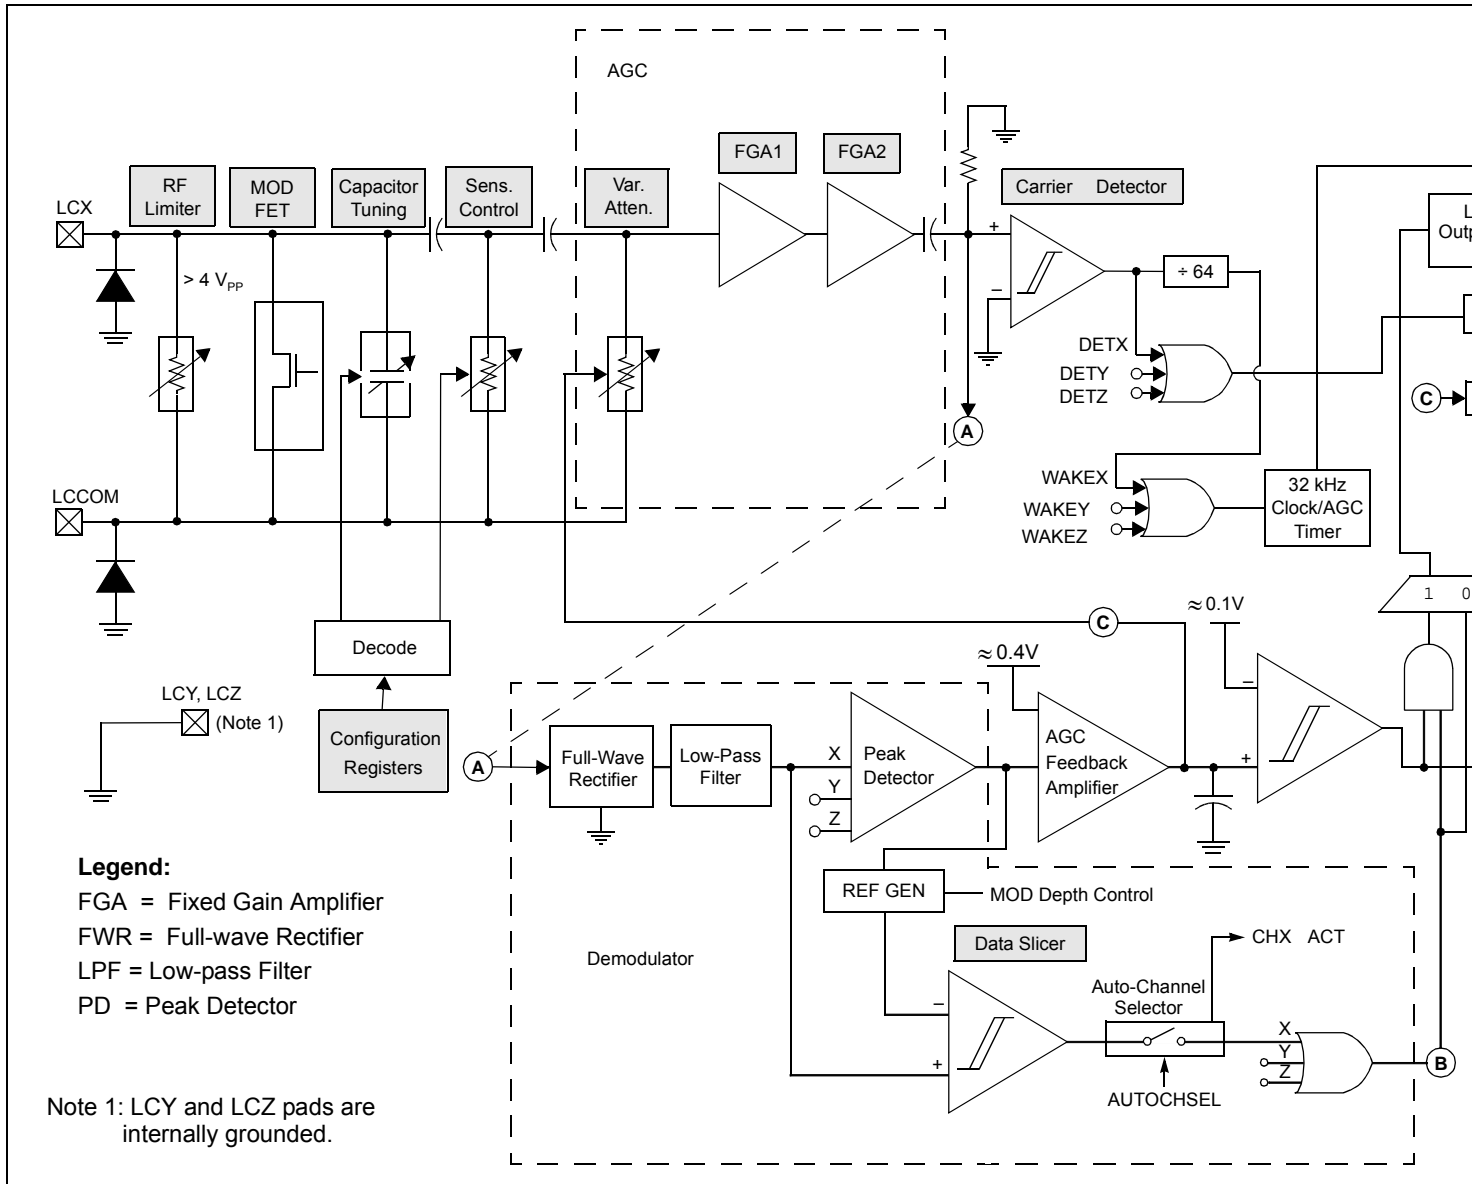 AGC
FGA1
FGA2
RF
Limiter
MOD
FET
Capacitor
Tuning
Sens.
Control
Var.
Atten.
Carrier Detector
LCX
> 4 VPP
+
−
÷ 64
L
Outp
DETX
DETY
DETZ
C
A
LCCOM
WAKEX
WAKEY
WAKEZ
32 kHz
Clock/AGC
Timer
1 0
≈ 0.1V
C
Decode
≈ 0.4V
LCY, LCZ
(Note 1)
Configuration
Registers
A
Full-Wave
Rectifier
Low-Pass
Filter
X
Y
Z
Peak
Detector
AGC
Feedback
Amplifier
−
+
Legend:
FGA = Fixed Gain Amplifier
FWR = Full-wave Rectifier
LPF = Low-pass Filter
PD = Peak Detector
REF GEN
MOD Depth Control
Demodulator
Data Slicer
CHX ACT
Auto-Channel
Selector
−
+
X
Y
Z
B
AUTOCHSEL
Note 1: LCY and LCZ pads are
internally grounded.